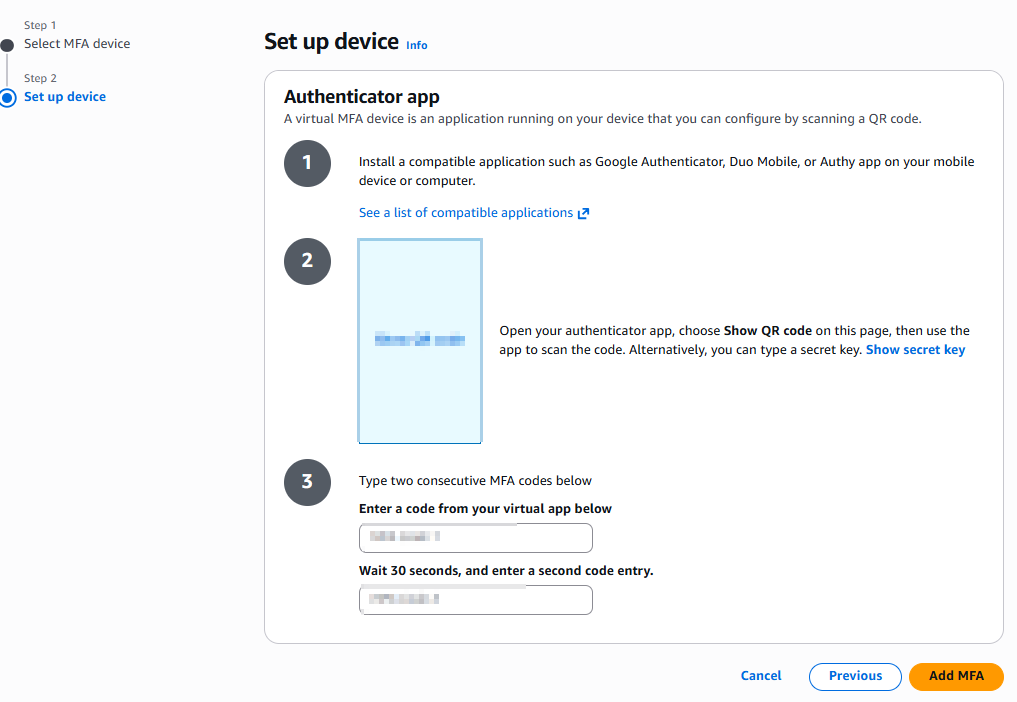 Step 1
Select MFA device
Step 2
Set up device
Set up device Info
Authenticator app
A virtual MFA device is an application running on your device that you can configure by scanning a QR code.
1
Install a compatible application such as Google Authenticator, Duo Mobile, or Authy app on your mobile
device or computer.
See a list of compatible applications
2
Open your authenticator app, choose Show QR code on this page, then use the
app to scan the code. Alternatively, you can type a secret key. Show secret key
3
Type two consecutive MFA codes below
Enter a code from your virtual app below
Wait 30 seconds, and enter a second code entry.
Cancel
Previous
Add MFA